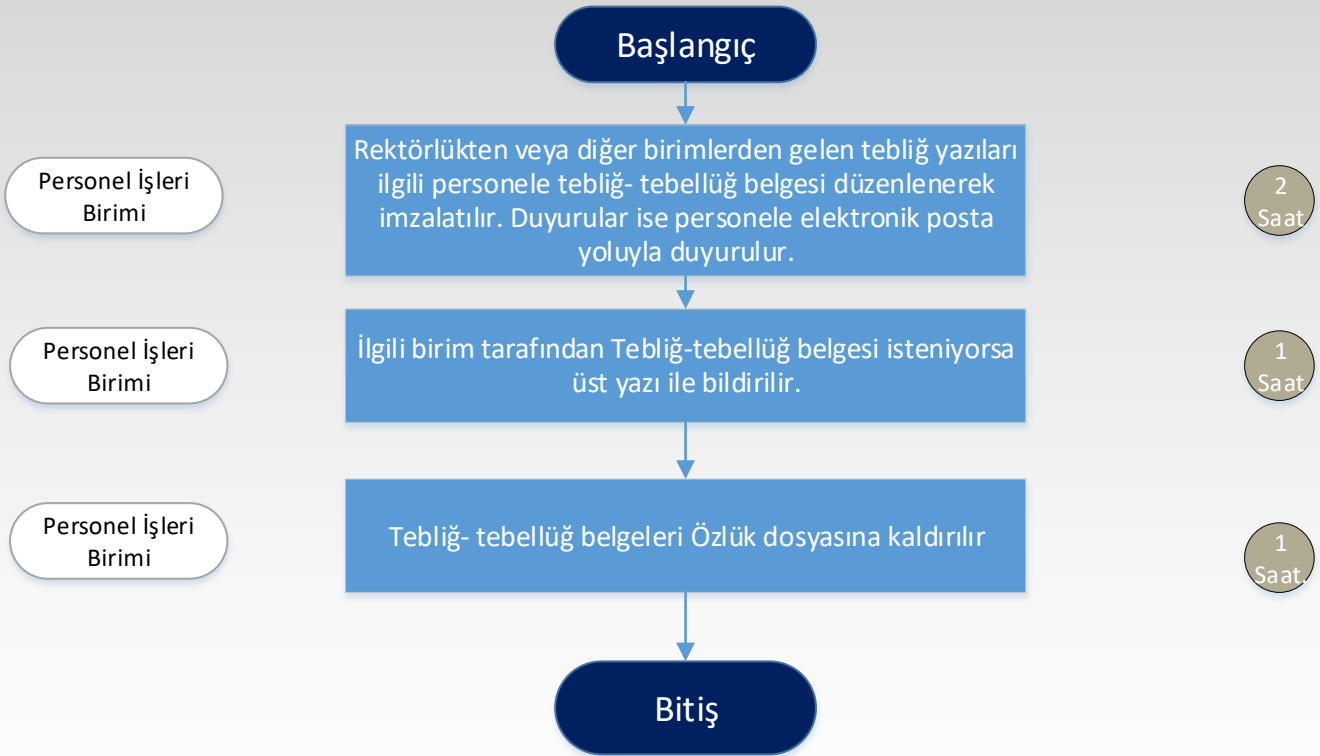 Başlangıç
Personel İşleri
Birimi
Rektörlükten veya diğer birimlerden gelen tebliğ yazıları
ilgili personele tebliğ- tebellüğ belgesi düzenlenerek
imzalatılır. Duyurular ise personele elektronik posta
yoluyla duyurulur.
2
Saat
Personel İşleri
Birimi
İlgili birim tarafından Tebliğ-tebellüğ belgesi isteniyorsa
üst yazı ile bildirilir.
1
Saat
Personel İşleri
Birimi
Tebliğ- tebellüğ belgeleri Özlük dosyasına kaldırılır
1
Saat.
Bitiş